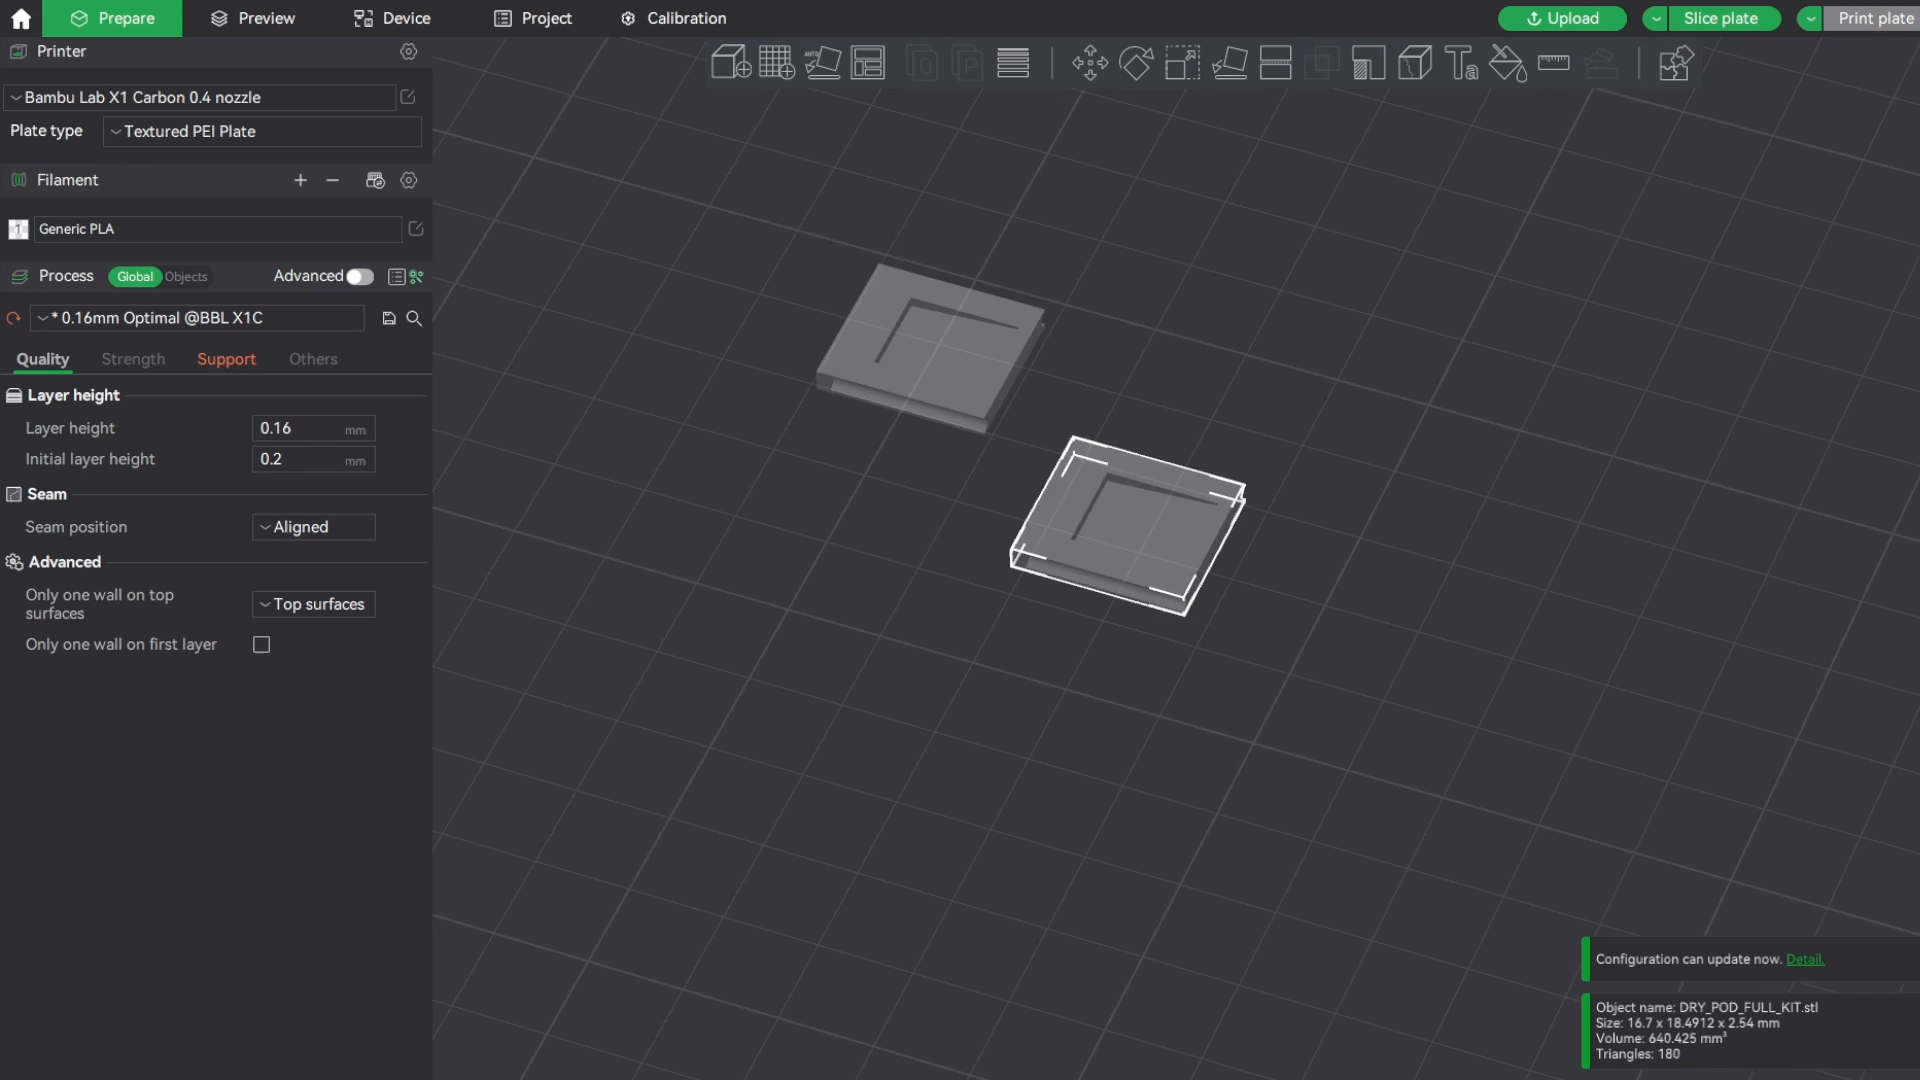 Prepare
Preview
Device
Project
Calibration
Upload
Slice plate
Print plate
Printer
Bambu Lab X1 Carbon 0.4 nozzle
Plate type
Textured PEI Plate
Filament
1
Generic PLA
Process
Global
Objects
Advanced
* 0.16mm Optimal @BBL X1C
Quality
Strength
Support
Others
Layer height
Layer height
0.16
mm
Initial layer height
0.2
mm
Seam
Seam position
Aligned
Advanced
Only one wall on top
surfaces
Top surfaces
Only one wall on first layer
Configuration can update now. Detail.
Object name: DRY_POD_FULL_KIT.stl
Size: 16.7 x 18.4912 x 2.54 mm
Volume: 640.425 mm³
Triangles: 180